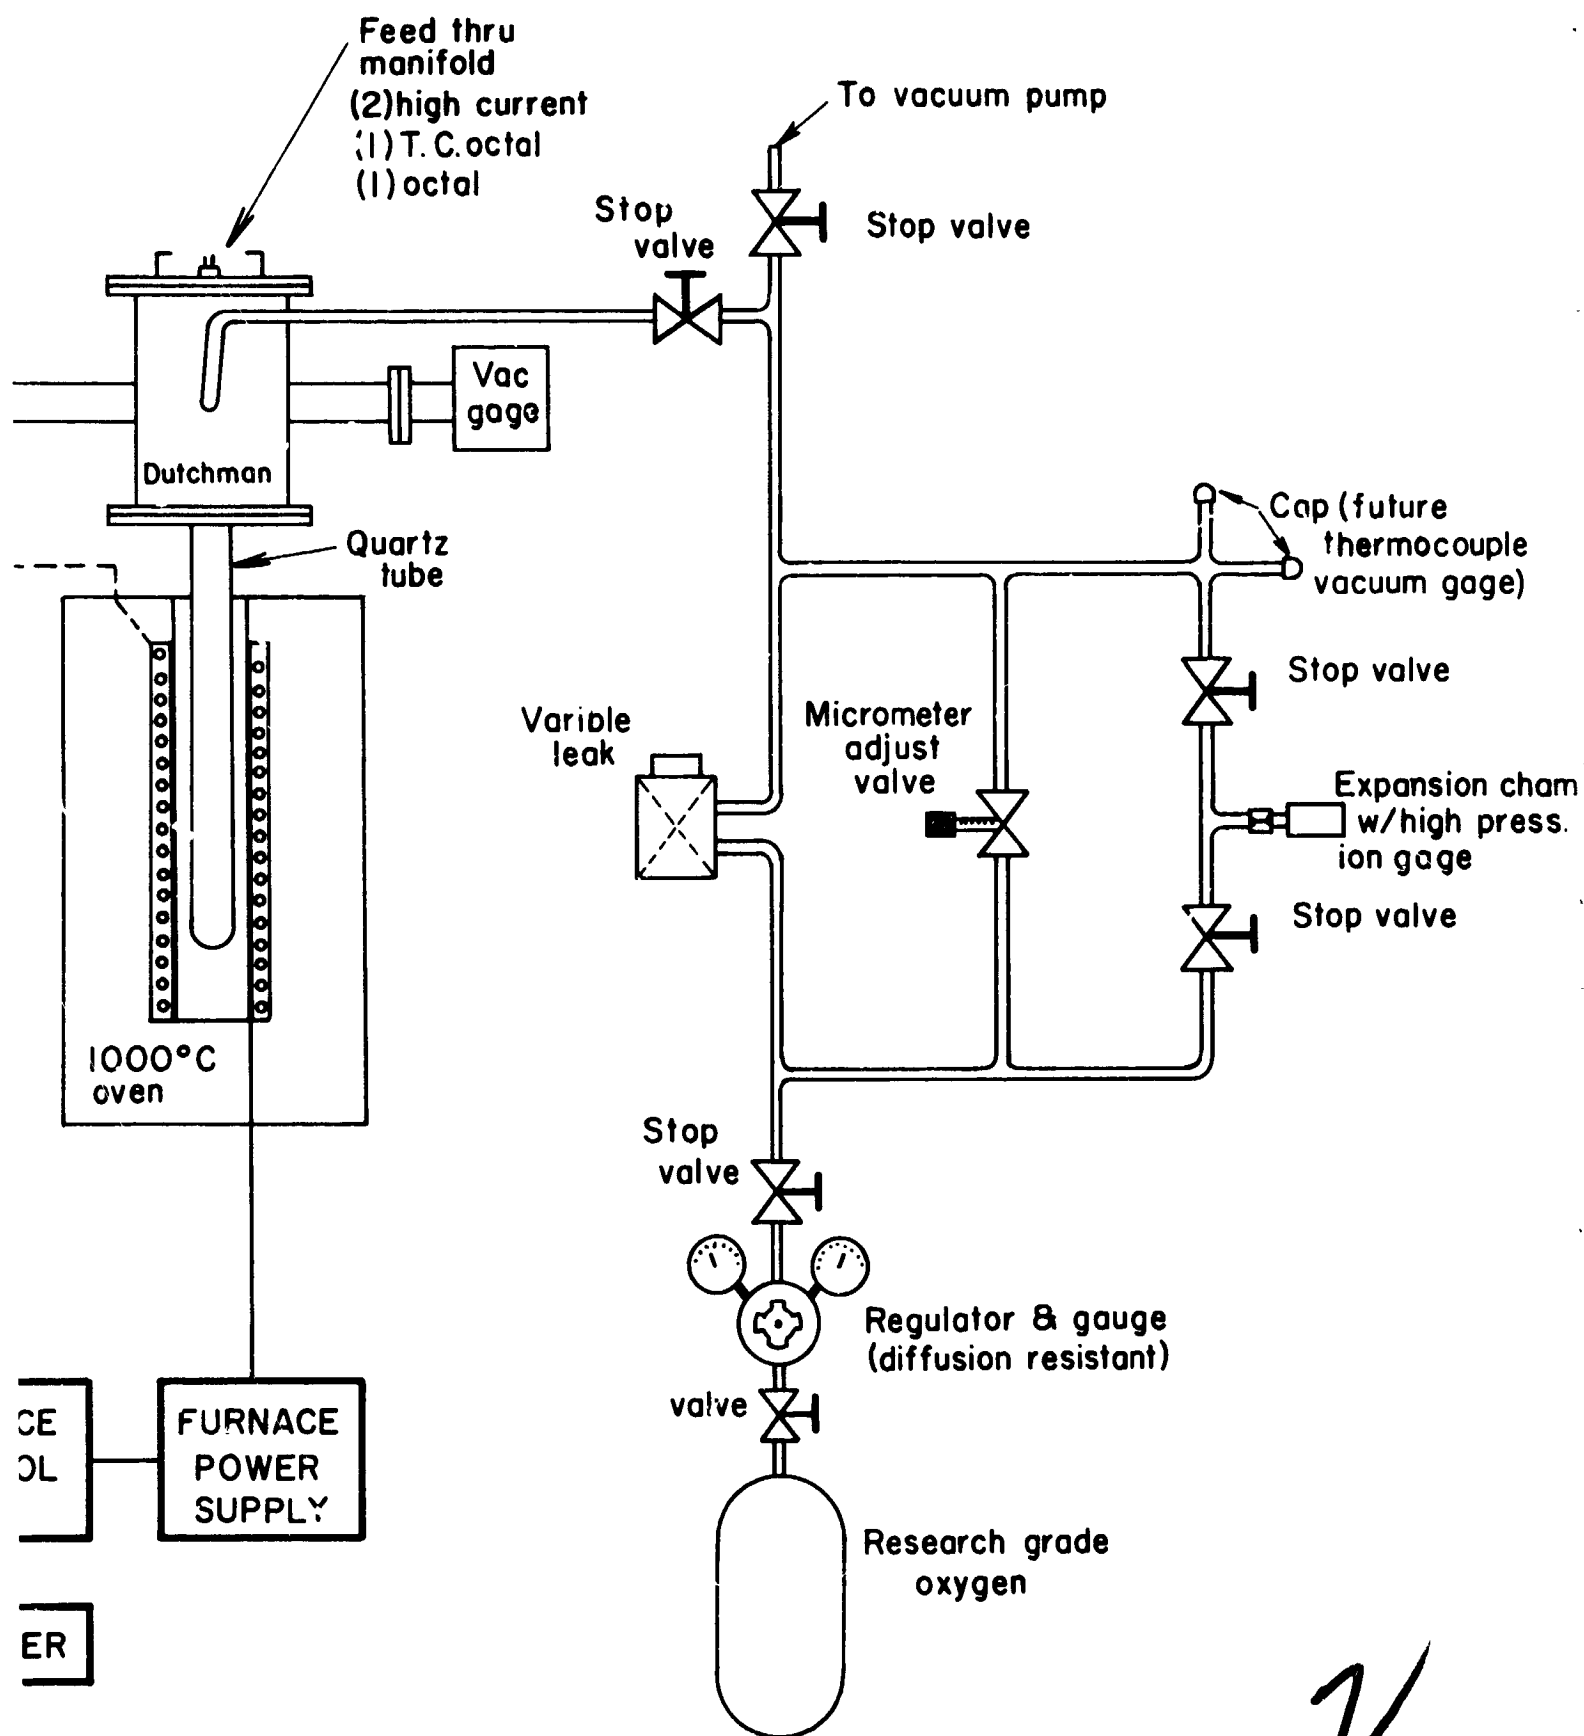 Feed thru
manifold
(2)high current
(1) T.C.octal
(1) octal
To vacuum pump
Stop
valve
Stop valve
Vac
gage
Dutchman
Quartz
tube
Cap (future
thermocouple
vacuum gage)
Stop valve
Varible
leak
Micrometer
adjust
valve
Expansion cham
w/high press.
ion gage
Stop valve
1000°C
oven
Stop
valve
Regulator & gauge
(diffusion resistant)
valve
CE
OL
FURNACE
POWER
SUPPLY
Research grade
oxygen
ER